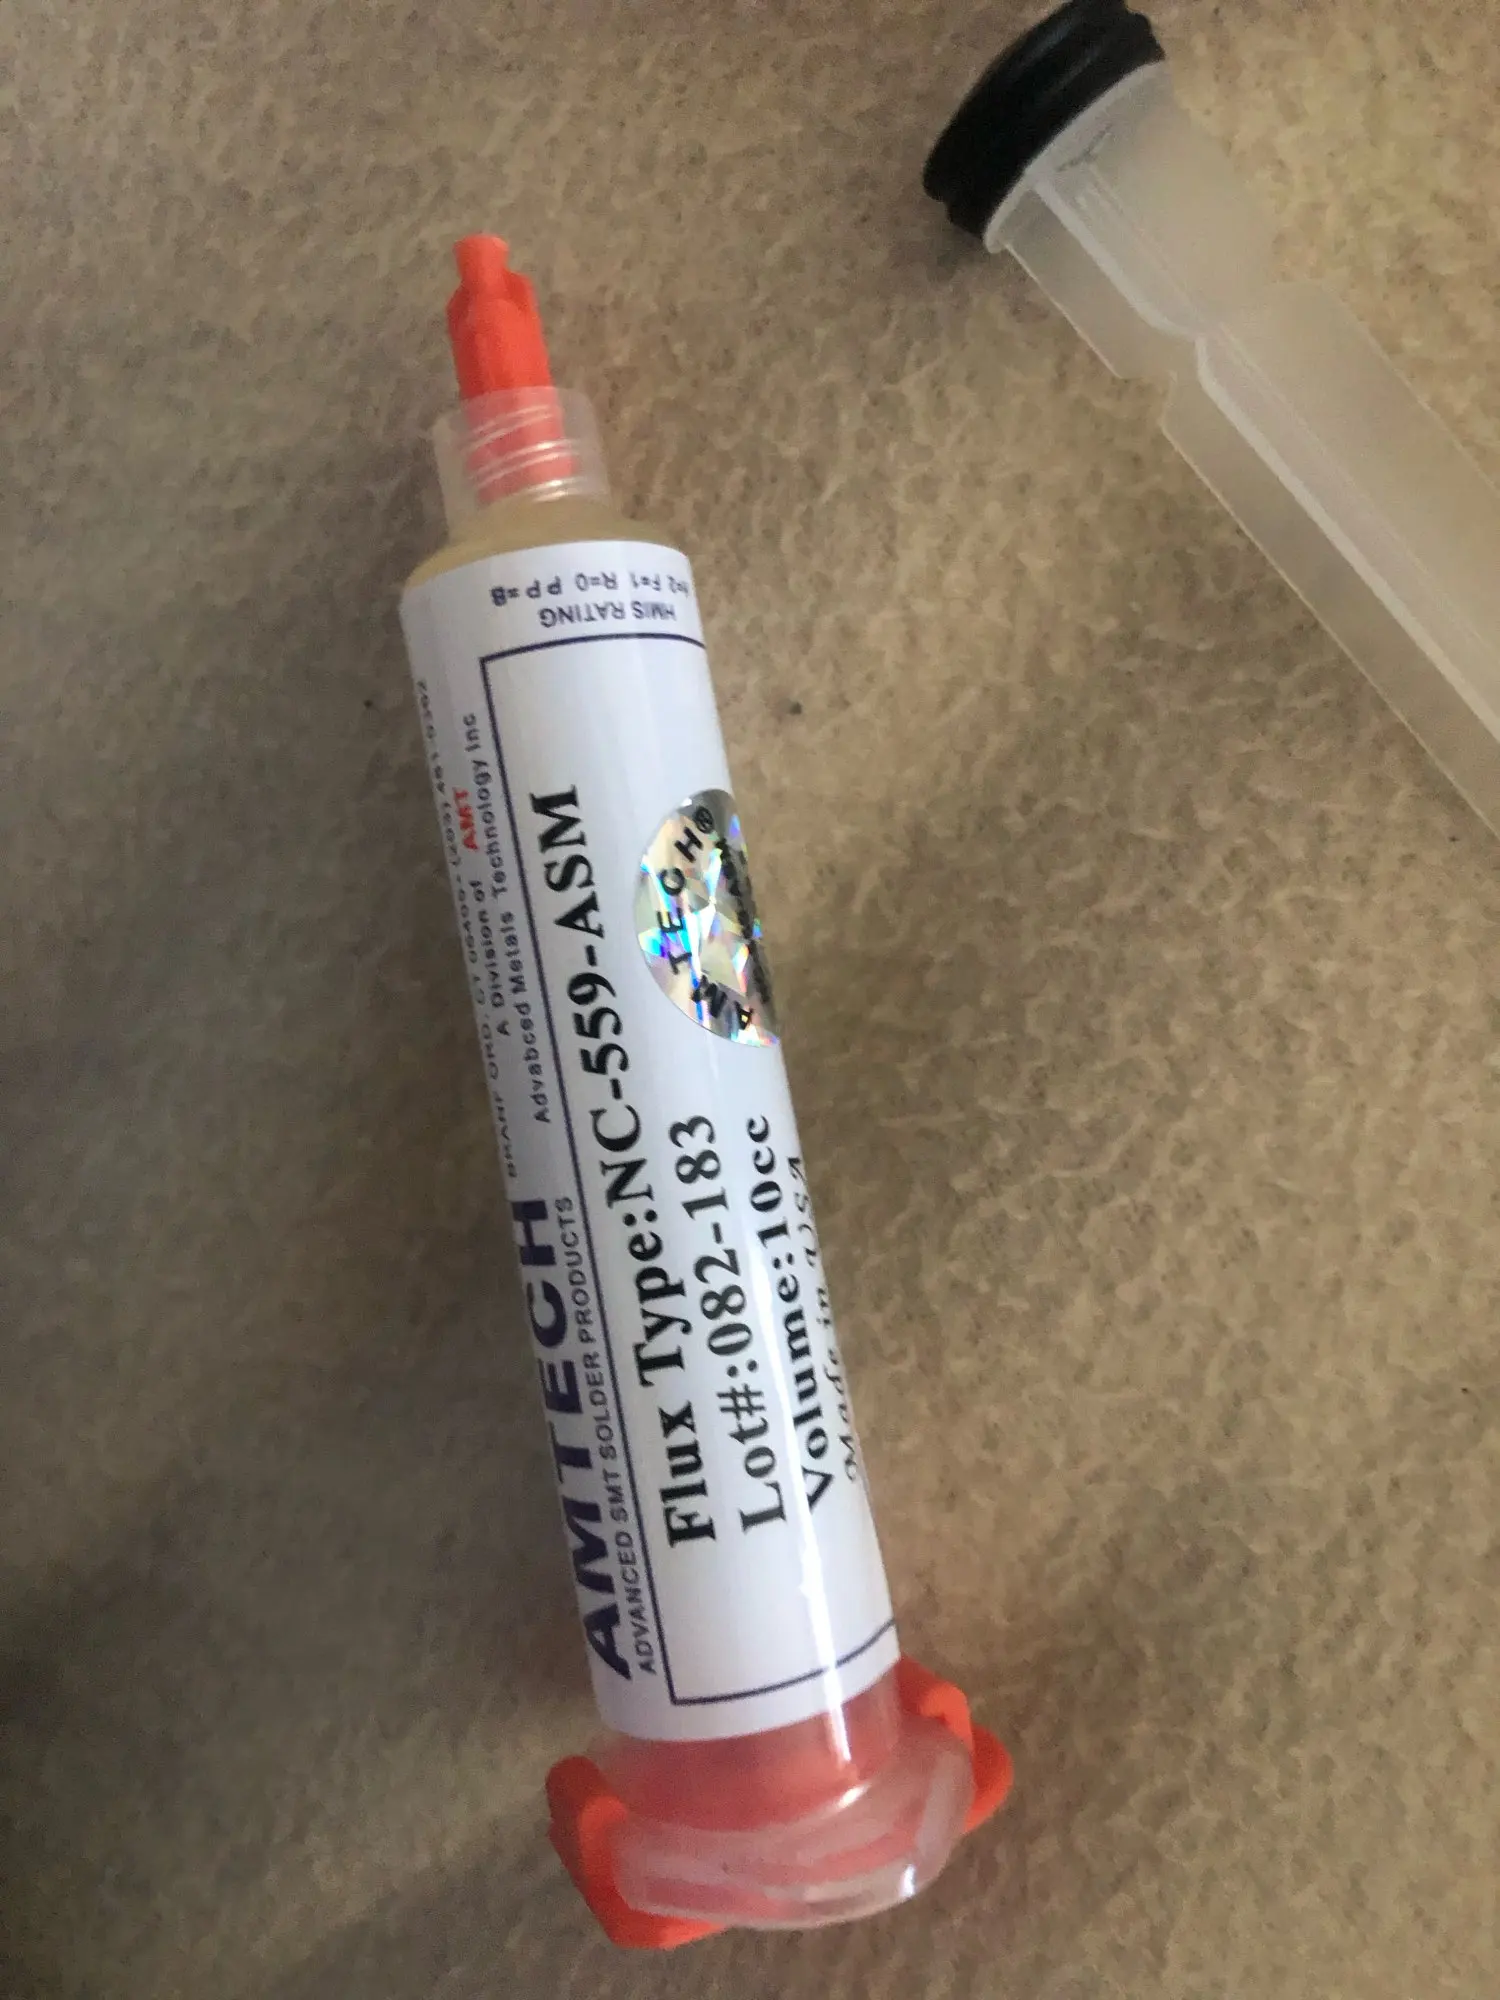 AMTECH
ADVANCED SMT SOLDER PRODUCTS
A Division of AMT
Advabced Metals Technology Inc
Flux Type:NC-559-ASM
Lot#:082-183
Volume:10cc
Made in USA
AMTECH®
HMIS RATING
F=1 R=0 PP=B